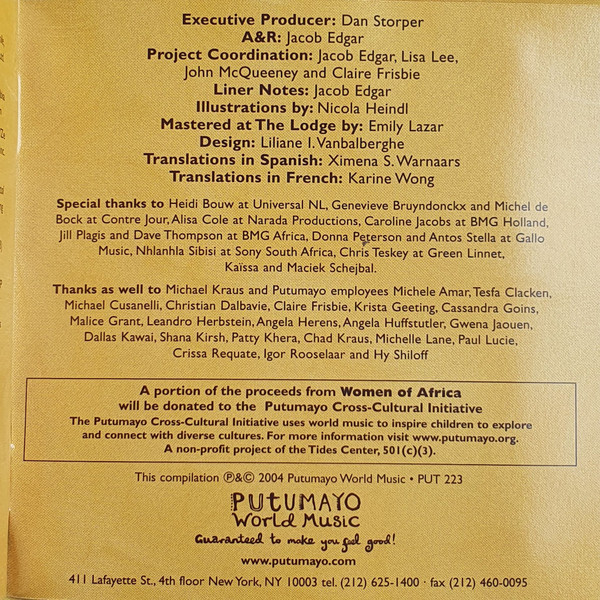 Executive Producer: Dan Storper
A&R: Jacob Edgar
Project Coordination: Jacob Edgar, Lisa Lee,
John McQueeney and Claire Frisbie
Liner Notes: Jacob Edgar
Illustrations by: Nicola Heindl
Mastered at The Lodge by: Emily Lazar
Design: Liliane I. Vanbalberghe
Translations in Spanish: Ximena S. Warnaars
Translations in French: Karine Wong
Special thanks to Heidi Bouw at Universal NL, Genevieve Bruyndonckx and Michel de
Bock at Contre Jour, Alisa Cole at Narada Productions, Caroline Jacobs at BMG Holland,
Jill Plagis and Dave Thompson at BMG Africa, Donna Peterson and Antos Stella at Gallo
Music, Nhlanhla Sibisi at Sony South Africa, Chris Teskey at Green Linnet,
Kaïssa and Maciek Schejbal.
Thanks as well to Michael Kraus and Putumayo employees Michele Amar, Tesfa Clacken,
Michael Cusanelli, Christian Dalbavie, Claire Frisbie, Krista Geeting, Cassandra Goins,
Malice Grant, Leandro Herbstein, Angela Herens, Angela Huffstutler, Gwena Jaouen,
Dallas Kawai, Shana Kirsh, Patty Khera, Chad Kraus, Michelle Lane, Paul Lucie,
Crissa Requate, Igor Rooselaar and Hy Shiloff
A portion of the proceeds from Women of Africa
will be donated to the Putumayo Cross-Cultural Initiative
The Putumayo Cross-Cultural Initiative uses world music to inspire children to explore
and connect with diverse cultures. For more information visit www.putumayo.org.
A non-profit project of the Tides Center, 501(c)(3).
This compilation ℗&© 2004 Putumayo World Music • PUT 223
PUTUMAYO
World Music
Guaranteed to make you feel good!
www.putumayo.com
411 Lafayette St., 4th floor New York, NY 10003 tel. (212) 625-1400 · fax (212) 460-0095